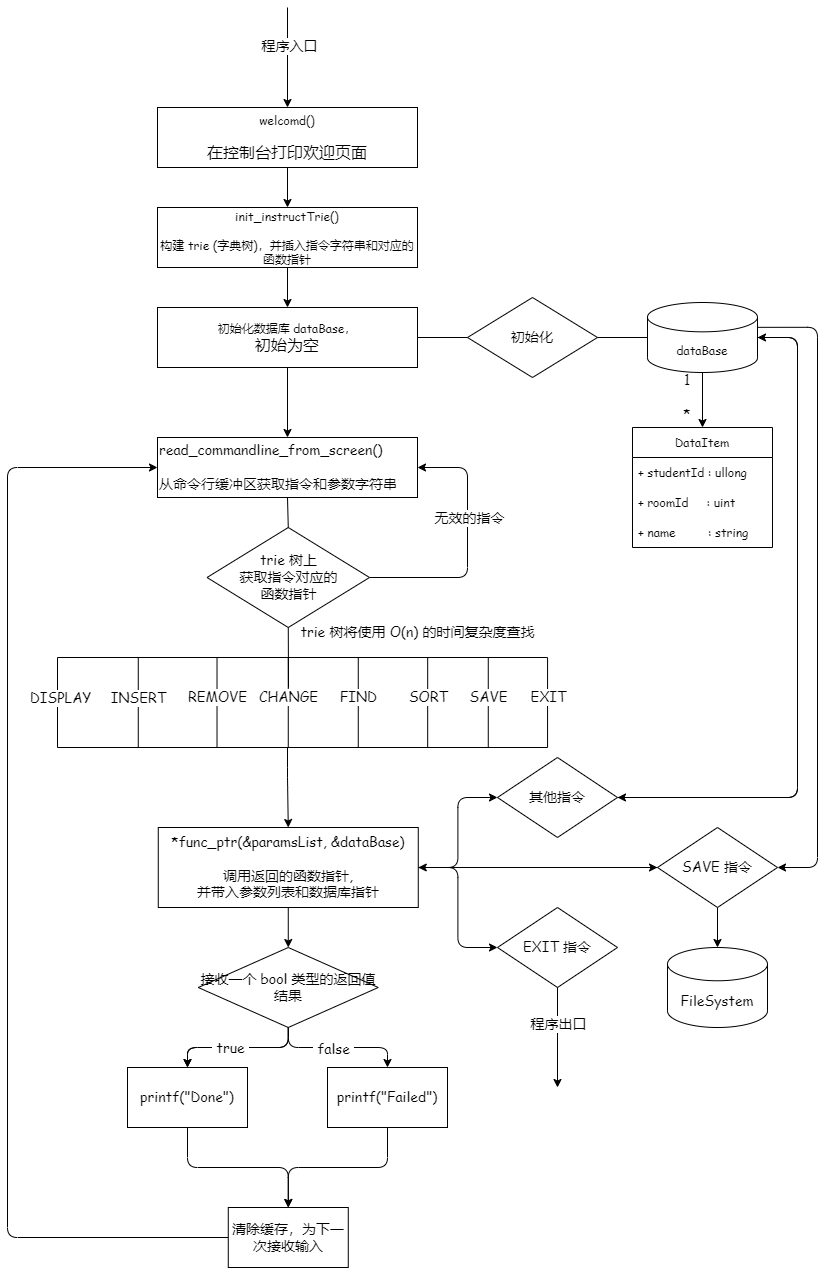 程序入口
welcomd()
在控制台打印欢迎页面
init_instructTrie()
构建 trie (字典树)，并插入指令字符串和对应的
函数指针
初始化数据库 dataBase，
初始为空
初始化
dataBase
1
*
DataItem
+ studentId : ullong
+ roomId : uint
+ name : string
read_commandline_from_screen()
从命令行缓冲区获取指令和参数字符串
无效的指令
trie 树上
获取指令对应的
函数指针
trie 树将使用 O(n) 的时间复杂度查找
DISPLAY INSERT REMOVE CHANGE FIND SORT SAVE EXIT
其他指令
*func_ptr(&paramsList, &dataBase)
调用返回的函数指针,
并带入参数列表和数据库指针
SAVE 指令
EXIT 指令
接收一个 bool 类型的返回值
结果
FileSystem
程序出口
true
false
printf("Done")
printf("Failed")
清除缓存，为下一
次接收输入